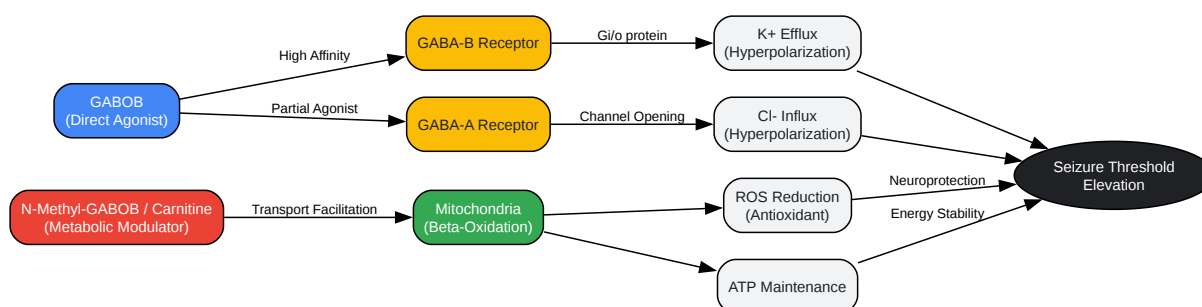 GABOB
(Direct Agonist)
High Affinity
Partial Agonist
GABA-B Receptor
GABA-A Receptor
Gi/o protein
Channel Opening
K+ Efflux
(Hyperpolarization)
Cl- Influx
(Hyperpolarization)
N-Methyl-GABOB / Carnitine
(Metabolic Modulator)
Transport Facilitation
Mitochondria
(Beta-Oxidation)
ROS Reduction
(Antioxidant)
ATP Maintenance
Neuroprotection
Energy Stability
Seizure Threshold
Elevation